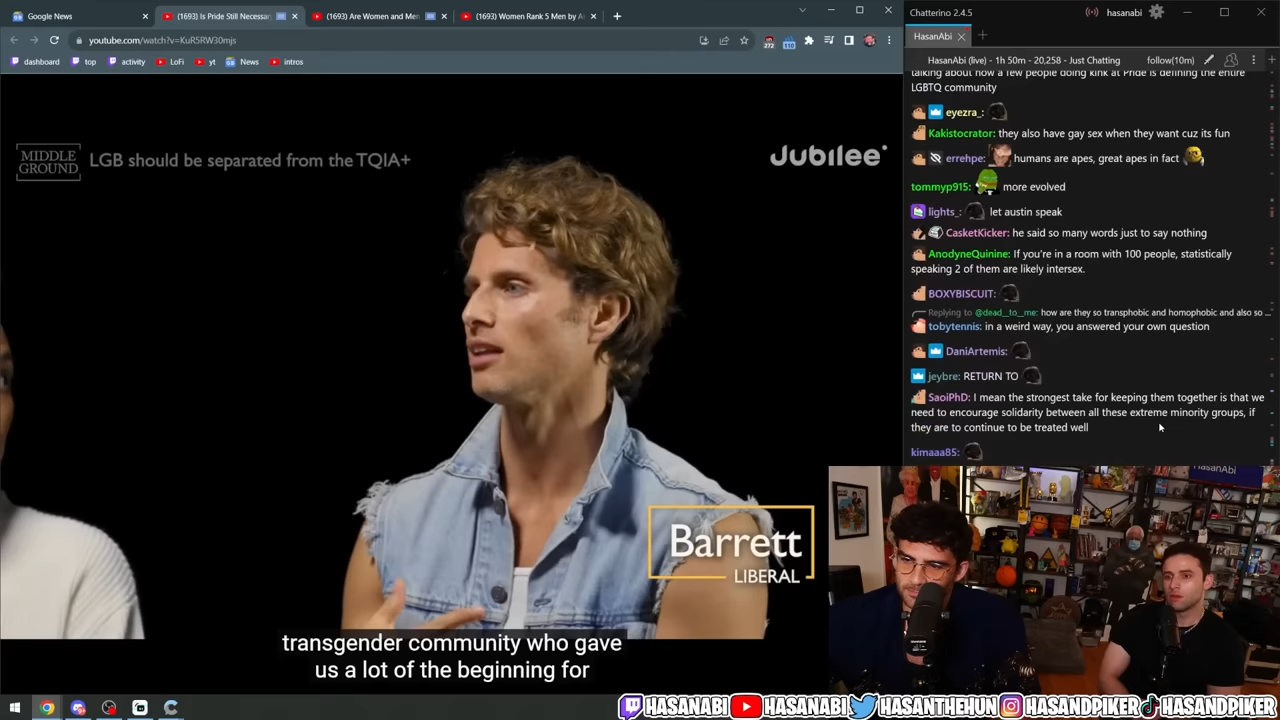 Google News
(1693) Is Pride Still Necessary
(1693) Are Women and Men
(1693) Women Rank 5 Men by A
youtube.com/watch?v=KuR5RW30mjs
272
110
dashboard
top
activity
LoFi
yt
News
intros
MIDDLE
GROUND
LGB should be separated from the TQIA+
Jubilee
Barrett
LIBERAL
transgender community who gave
us a lot of the beginning for
Chatterino 2.4.5
hasanabi
HasanAbi
HasanAbi (live) - 1h 50m - 20,258 - Just Chatting
follow(10m)
talking about how a few people doing kink at Pride is defining the entire
LGBTQ community
eyezra_:
Kakistocrator: they also have gay sex when they want cuz its fun
errehpe: humans are apes, great apes in fact
tommyp915: more evolved
lights_: let austin speak
CasketKicker: he said so many words just to say nothing
AnodyneQuinine: If you're in a room with 100 people, statistically
speaking 2 of them are likely intersex.
BOXYBISCUIT:
Replying to @dead_to_me: how are they so transphobic and homophobic and also so ...
tobytennis: in a weird way, you answered your own question
DaniArtemis:
jeybre: RETURN TO
SaoiPhD: I mean the strongest take for keeping them together is that we
need to encourage solidarity between all these extreme minority groups, if
they are to continue to be treated well
kimaaa85:
HasanAbi
HASANABI
HASANABI
HASANTHEHUN
HASANDPIKER
HASANDPIKER